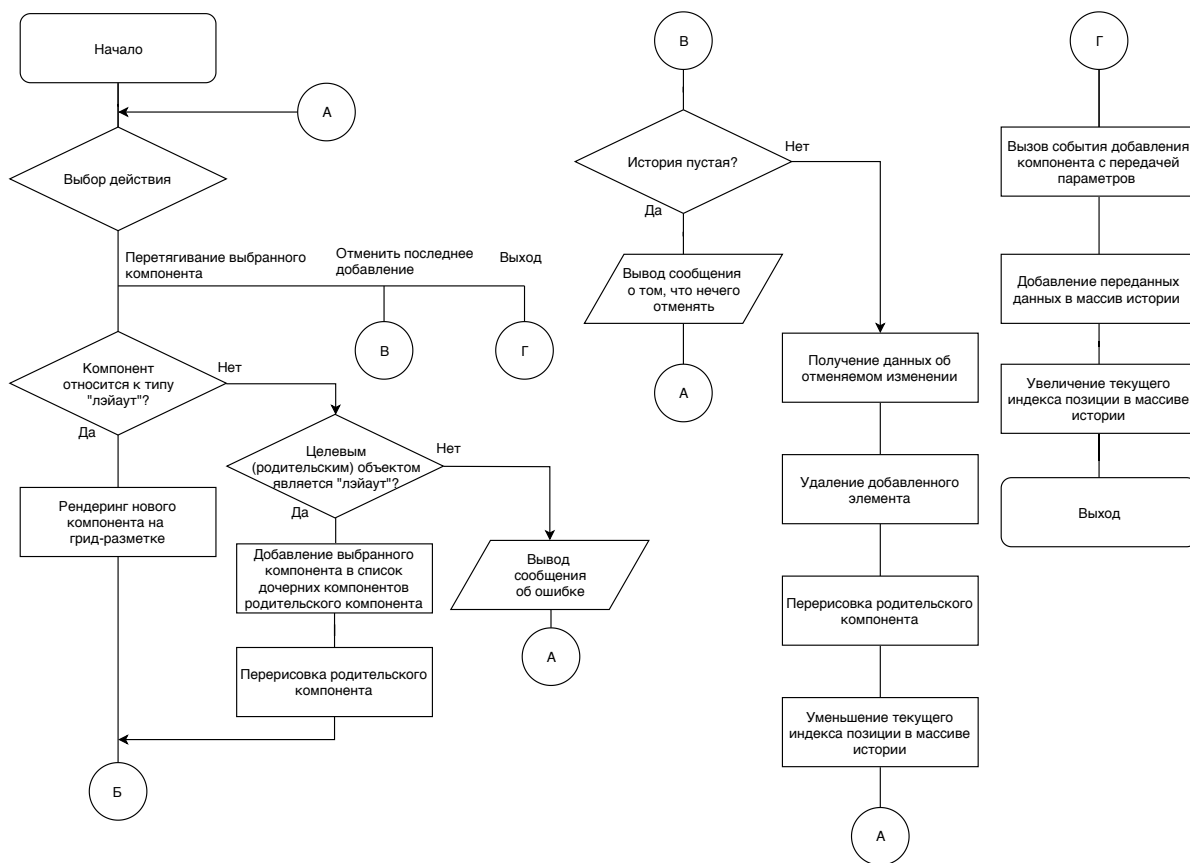 Начало
А
Выбор действия
Перетягивание выбранного
компонента
Отменить последнее
добавление
Выход
В
Г
Компонент
относится к типу
"лэйаут"?
Нет
Да
Целевым
(родительским) объектом
является "лэйаут"?
Нет
Да
Рендеринг нового
компонента на
грид-разметке
Добавление выбранного
компонента в список
дочерних компонентов
родительского компонента
Вывод
сообщения
об ошибке
А
Перерисовка родительского
компонента
Б
В
История пустая?
Нет
Да
Вывод сообщения
о том, что нечего
отменять
А
Получение данных об
отменяемом изменении
Удаление добавленного
элемента
Перерисовка родительского
компонента
Уменьшение текущего
индекса позиции в массиве
истории
А
Г
Вызов события добавления
компонента с передачей
параметров
Добавление переданных
данных в массив истории
Увеличение текущего
индекса позиции в массиве
истории
Выход